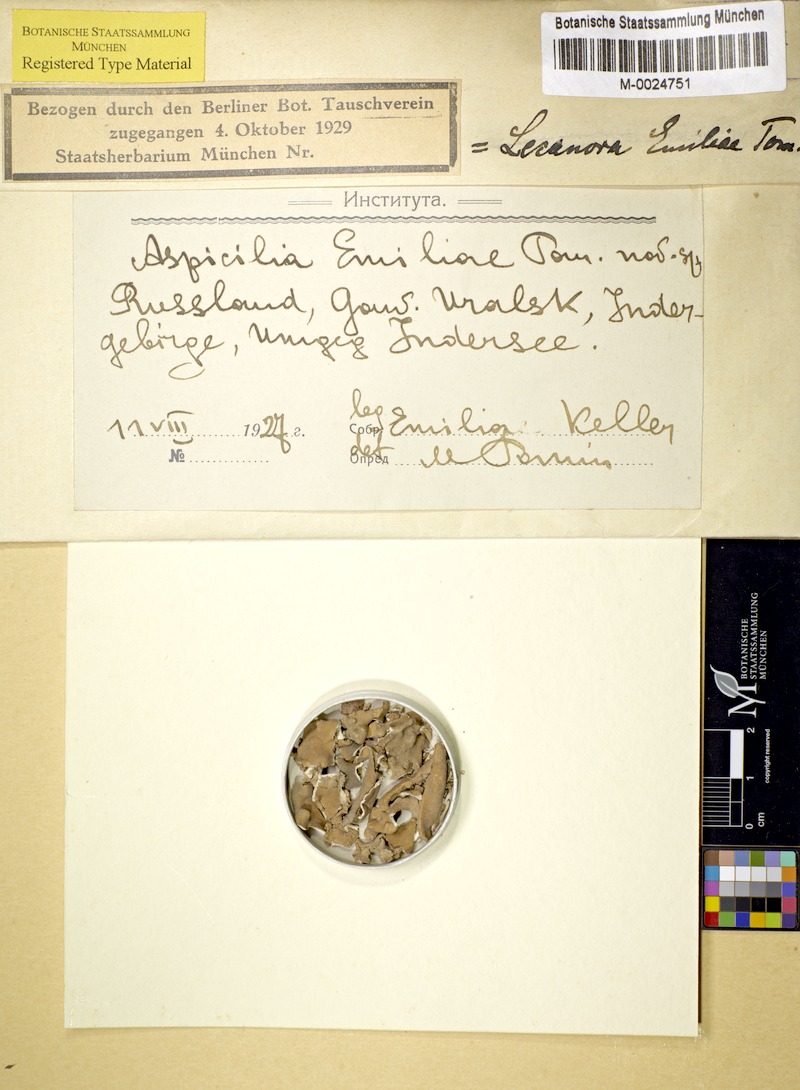 BOTANISCHE STAATSSAMMLUNG
MÜNCHEN
Registered Type Material
Botanische Staatssammlung München
M-0024751
Bezogen durch den Berliner Bot. Tauschverein
zugegangen 4. Oktober 1929
Staatsherbarium München Nr.
= Lecanora Emiliae Tom.
Института.
Aspicilia Emiliae Tom. nov. sp.
Russland, Gouv. Uralsk, Inder-
gebirge, Umgeg Indersee.
11 VIII 1927 г.
leg Собр. Emilia Keller
№
det Опред M Tomin
BOTANISCHE
STAATSSAMMLUNG
MÜNCHEN
copyright reserved
0 1 2
cm